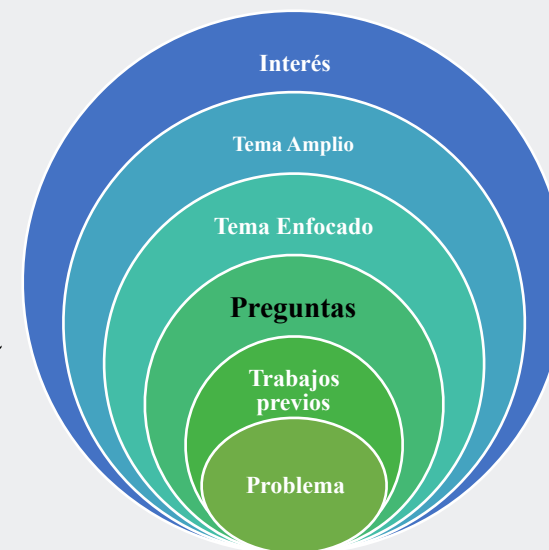 Interés
Tema Amplio
Tema Enfocado
Preguntas
Trabajos
previos
Problema